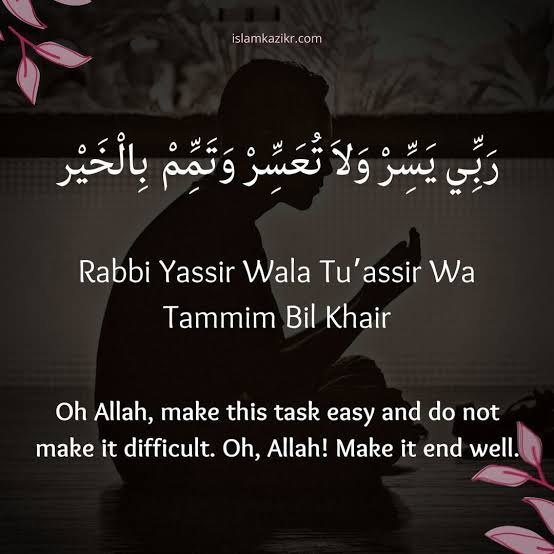 islamkazikr.com
رَبِّي يَسِّرْ وَلاَ تُعَسِّرْ وَتَمِّمْ بِالْخَيْر
Rabbi Yassir Wala Tu’assir Wa
Tammim Bil Khair
Oh Allah, make this task easy and do not
make it difficult. Oh, Allah! Make it end well.